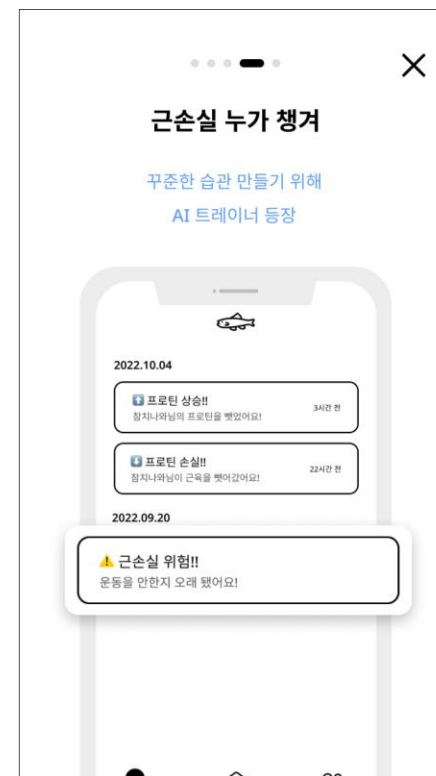 근손실 누가 챙겨
꾸준한 습관 만들기 위해
AI 트레이너 등장
2022.10.04
⬆️ 프로틴 상승!!
참치나와님의 프로틴을 뺏었어요!
3시간 전
⬇️ 프로틴 손실!!
참치나와님이 근육을 뺏어갔어요!
22시간 전
2022.09.20
⚠️ 근손실 위험!!
운동을 안한지 오래 됐어요!